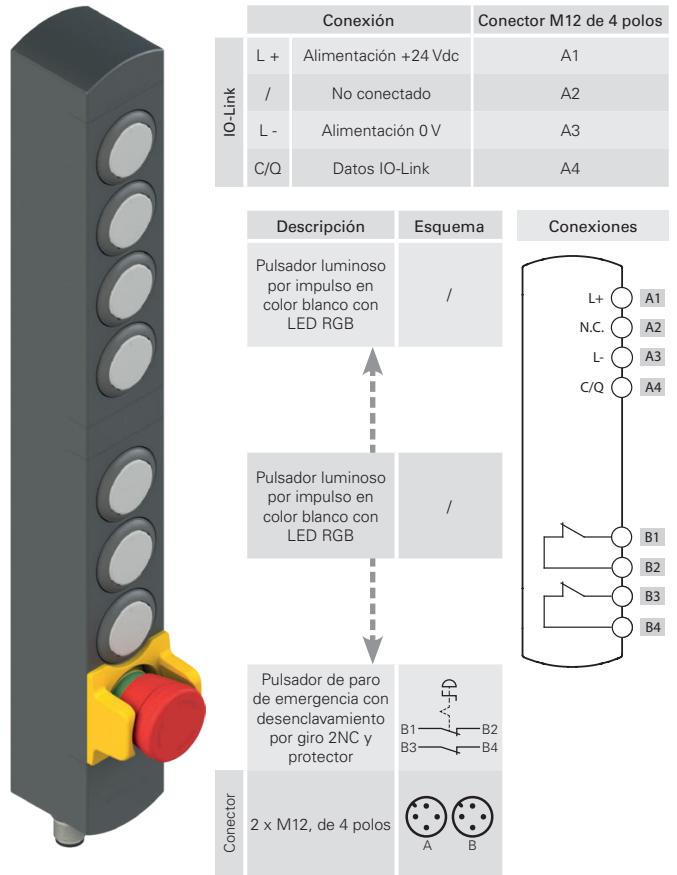 Conexión Conector M12 de 4 polos
IO-Link
L + Alimentación +24 Vdc A1
/ No conectado A2
L - Alimentación 0 V A3
C/Q Datos IO-Link A4
Descripción Esquema Conexiones
Pulsador luminoso
por impulso en
color blanco con
LED RGB
/
L+ A1
N.C. A2
L- A3
C/Q A4
Pulsador luminoso
por impulso en
color blanco con
LED RGB
/
B1
B2
B3
B4
Pulsador de paro
de emergencia con
desenclavamiento
por giro 2NC y
protector
B1 B2
B3 B4
Conector
2 x M12, de 4 polos
A B